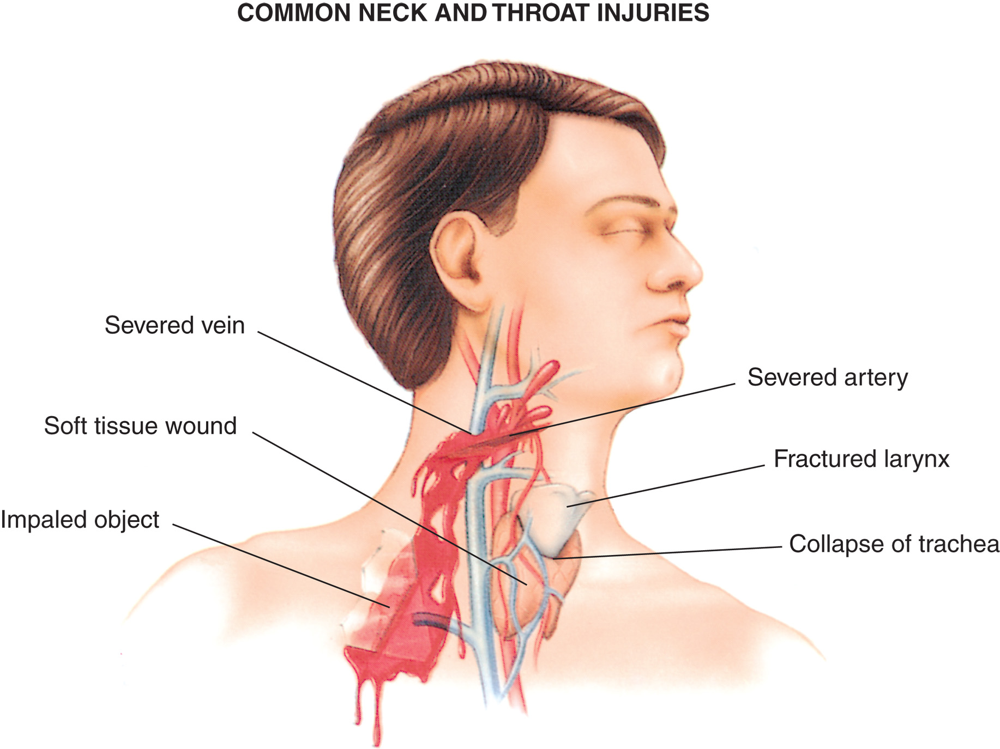 COMMON NECK AND THROAT INJURIES
Severed vein
Severed artery
Soft tissue wound
Fractured larynx
Impaled object
Collapse of trachea